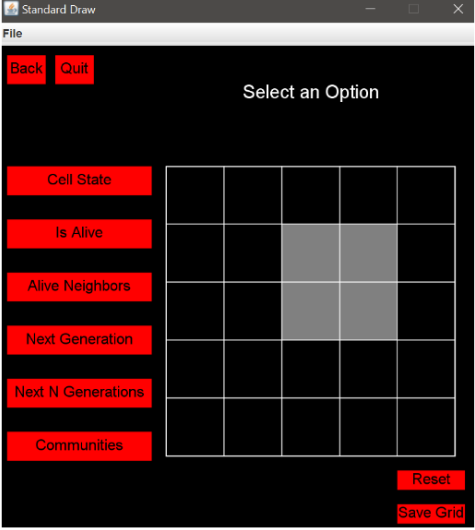 Standard Draw
File
Back Quit
Select an Option
Cell State
Is Alive
Alive Neighbors
Next Generation
Next N Generations
Communities
Reset
Save Grid